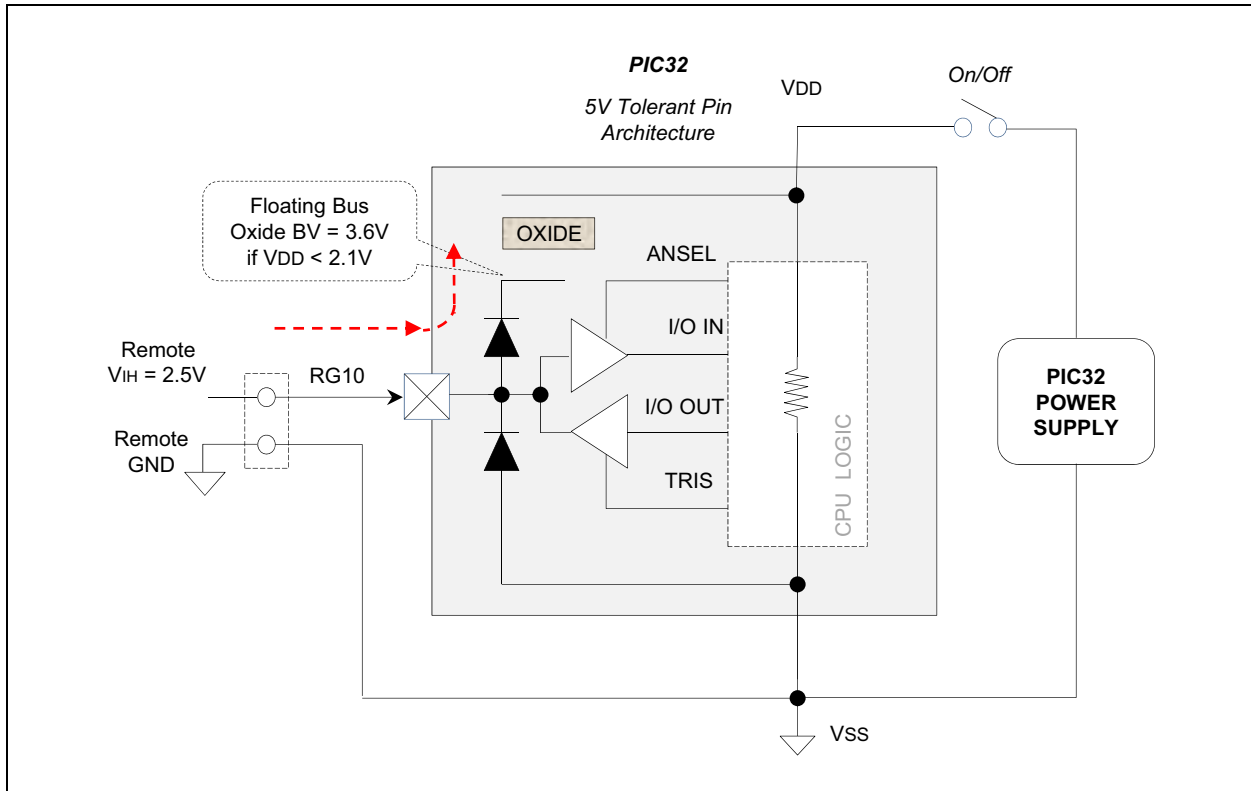 PIC32
5V Tolerant Pin
Architecture
VDD
On/Off
Floating Bus
Oxide BV = 3.6V
if VDD < 2.1V
OXIDE
ANSEL
I/O IN
Remote
VIH = 2.5V
RG10
I/O OUT
Remote
GND
TRIS
CPU LOGIC
PIC32
POWER
SUPPLY
VSS